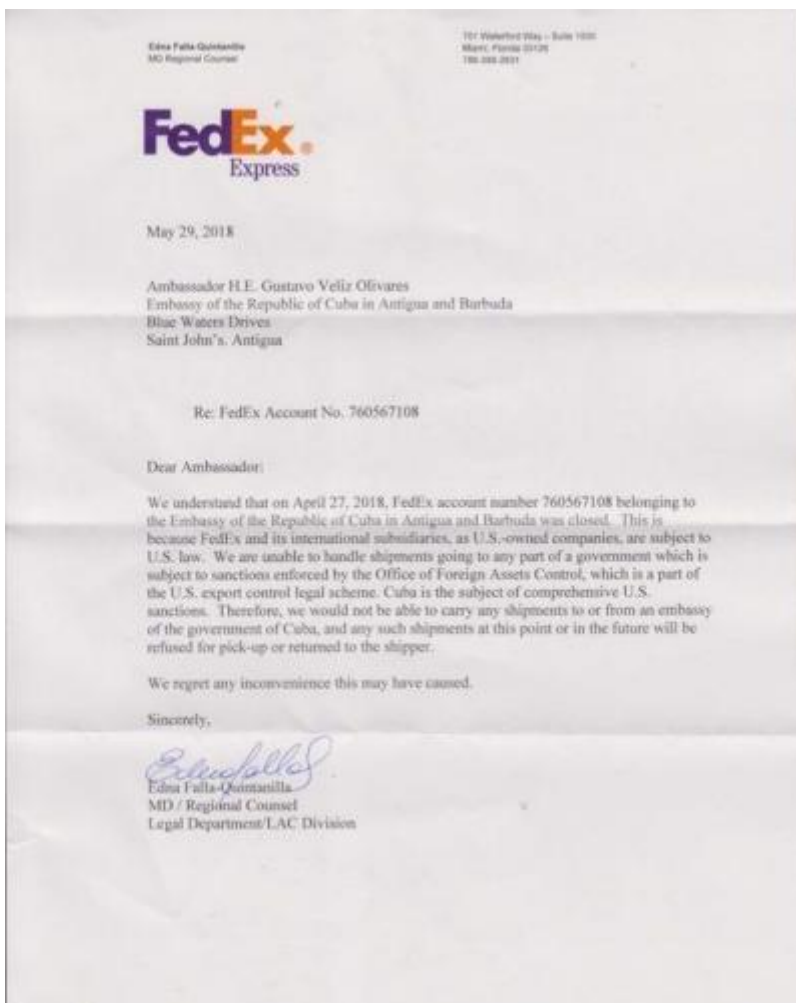 Edna Falla Quintanilla
MD Regional Counsel
701 Waterford Way – Suite 1000
Miami, Florida 33126
FedEx®
Express
May 29, 2018
Ambassador H.E. Gustavo Veliz Olivares
Embassy of the Republic of Cuba in Antigua and Barbuda
Blue Waters Drives
Saint John's. Antigua
Re: FedEx Account No. 760567108
Dear Ambassador:
We understand that on April 27, 2018, FedEx account number 760567108 belonging to
the Embassy of the Republic of Cuba in Antigua and Barbuda was closed. This is
because FedEx and its international subsidiaries, as U.S.-owned companies, are subject to
U.S. law. We are unable to handle shipments going to any part of a government which is
subject to sanctions enforced by the Office of Foreign Assets Control, which is a part of
the U.S. export control legal scheme. Cuba is the subject of comprehensive U.S.
sanctions. Therefore, we would not be able to carry any shipments to or from an embassy
of the government of Cuba, and any such shipments at this point or in the future will be
refused for pick-up or returned to the shipper.
We regret any inconvenience this may have caused.
Sincerely,
Edna Falla-Quintanilla
MD / Regional Counsel
Legal Department/LAC Division